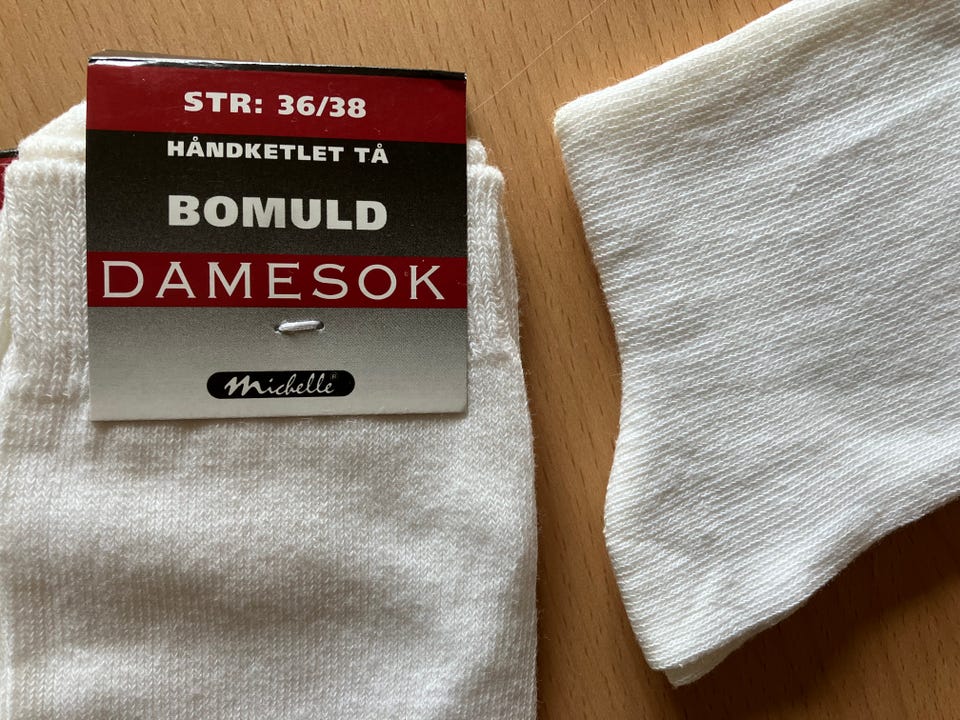 STR: 36/38
HÅNDKETLET TÅ
BOMULD
DAMESOK
Michelle®